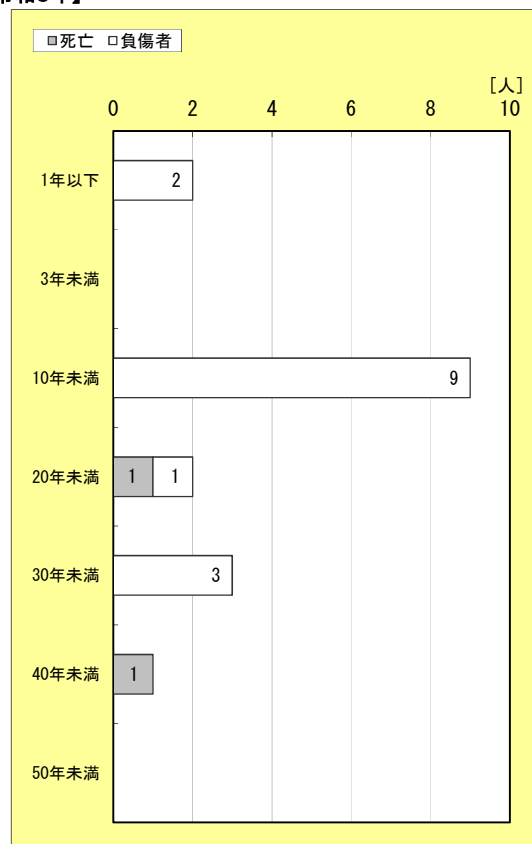 ■死亡 □負傷者
[人]
0 2 4 6 8 10
1年以下 2
3年未満
10年未満 9
20年未満 1 1
30年未満 3
40年未満 1
50年未満